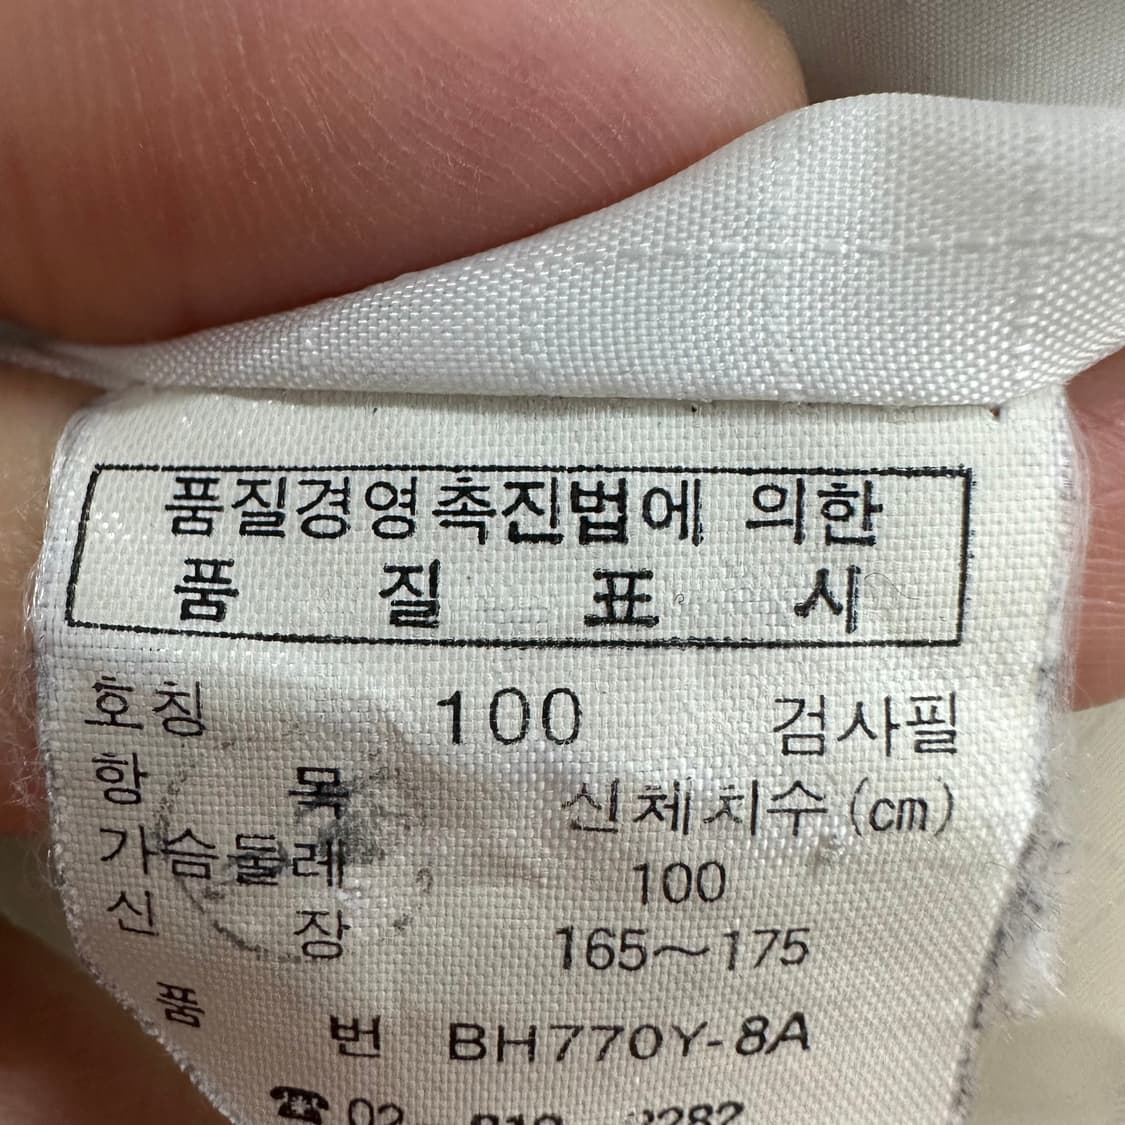 품질경영촉진법에 의한
품 질 표 시
호칭 100 검사필
항 목 신체치수(cm)
가슴둘레 100
신 장 165~175
품 번 BH770Y-8A
☎ 02